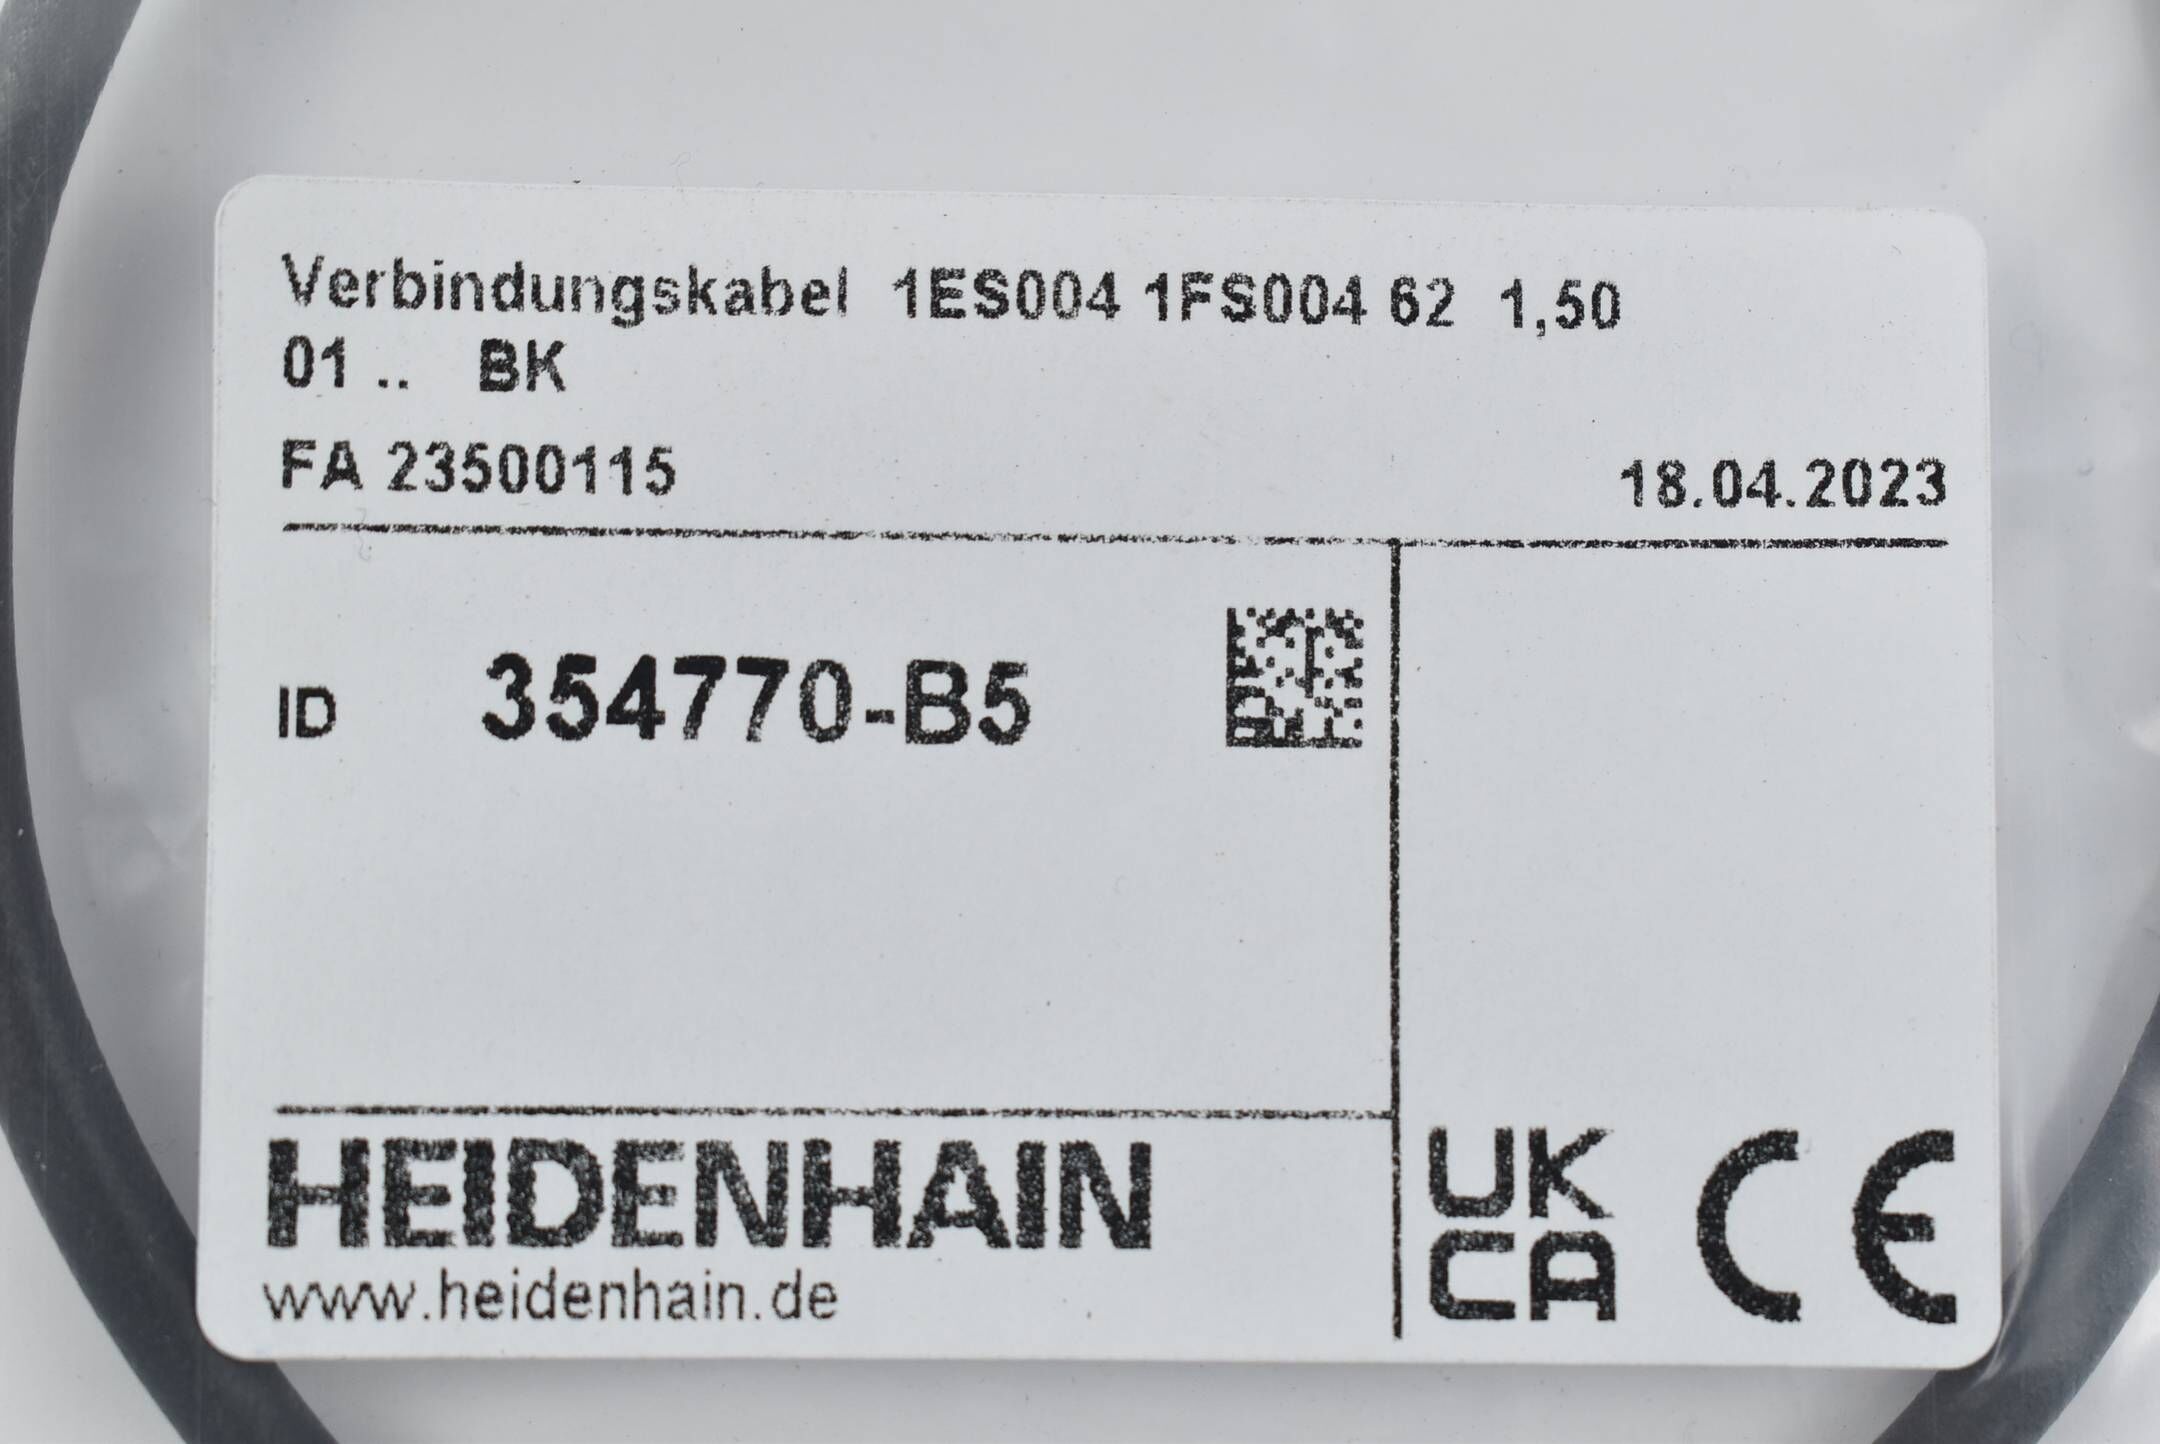 Verbindungskabel 1ES004 1FS004 62 1,50
01 .. BK
FA 23500115
18.04.2023
ID 354770-B5
HEIDENHAIN
www.heidenhain.de
UK
CA
CE